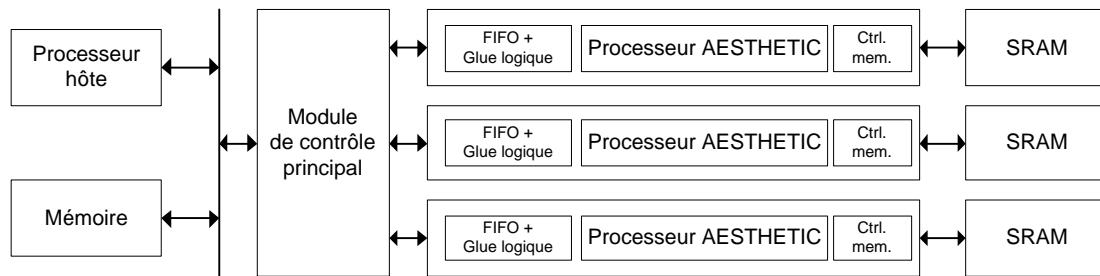 Processeur
hôte
Mémoire
Module
de contrôle
principal
FIFO +
Glue logique
Processeur AESTHETIC
Ctrl.
mem.
SRAM
FIFO +
Glue logique
Processeur AESTHETIC
Ctrl.
mem.
SRAM
FIFO +
Glue logique
Processeur AESTHETIC
Ctrl.
mem.
SRAM